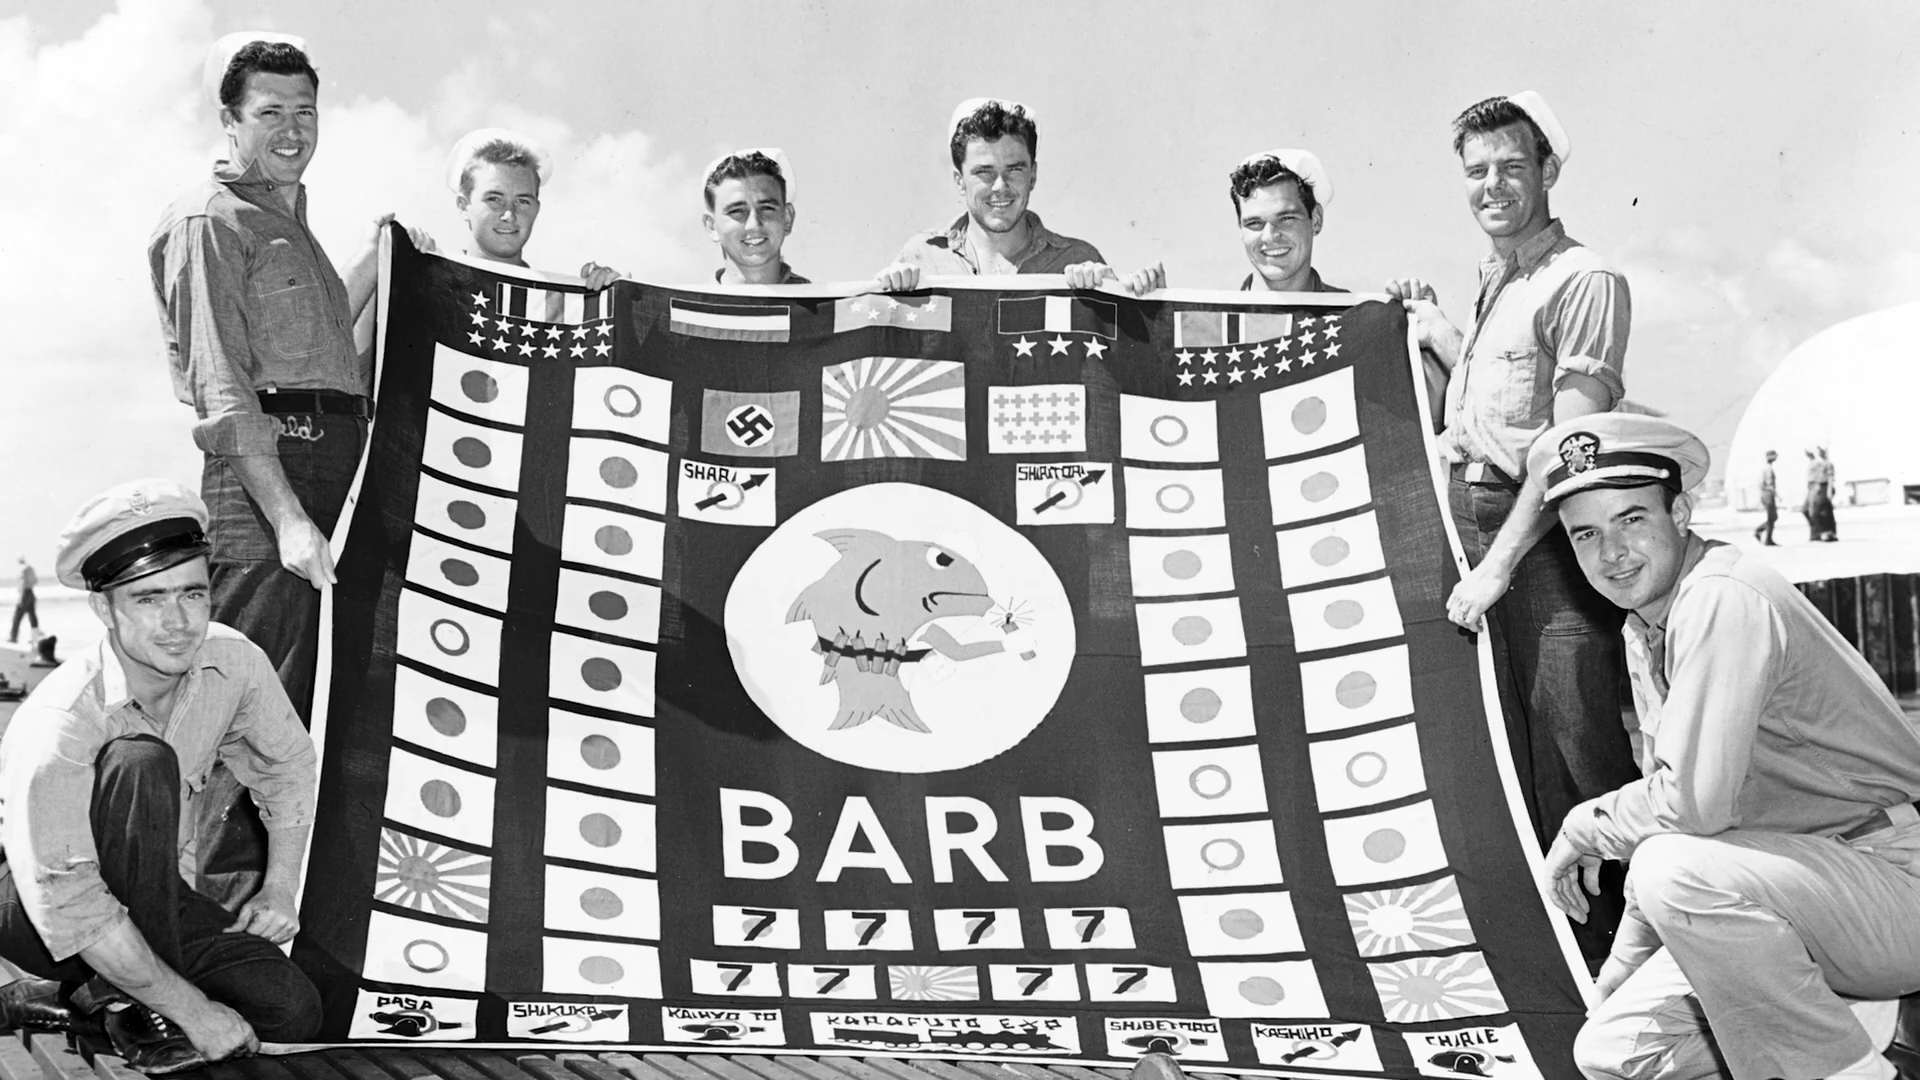 SHARI
SHIRITORI
BARB
7 7 7 7
7 7 7 7
PASA SHIKUKA KAIHYO TO KARAFUTO EXP SHIBETORO KASHIHO CHIRIE